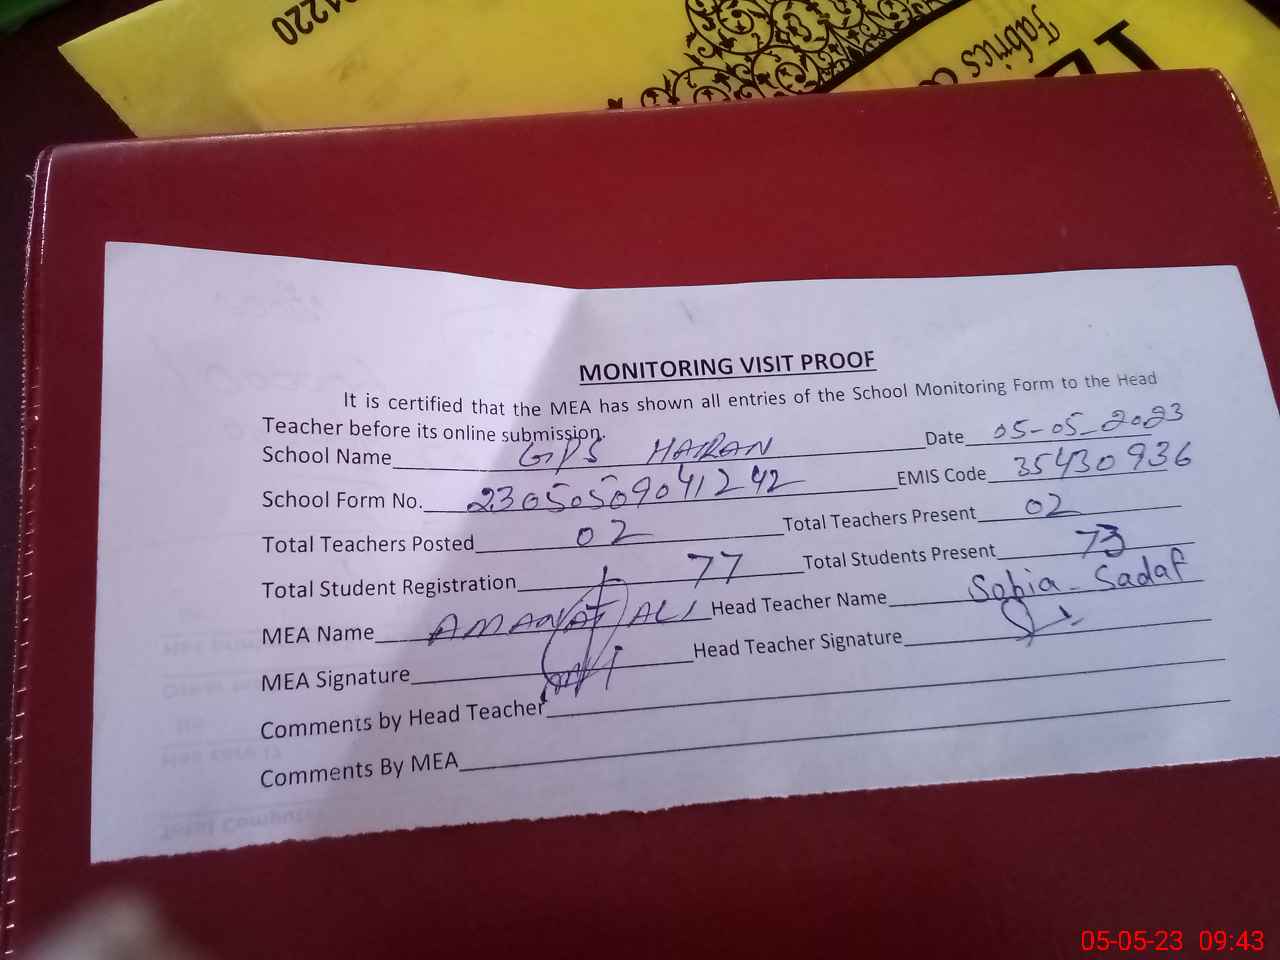 21220
Fabrics
MONITORING VISIT PROOF
It is certified that the MEA has shown all entries of the School Monitoring Form to the Head
Teacher before its online submission.
School Name GPS HAIRAN Date 05-05-2023
School Form No. 23050509041242 EMIS Code 35430936
Total Teachers Posted 02 Total Teachers Present 02
Total Student Registration 77 Total Students Present 73
MEA Name AMANAT ALI Head Teacher Name Sobia Sadaf
MEA Signature Head Teacher Signature
Comments by Head Teacher
Comments By MEA
05-05-23 09:43